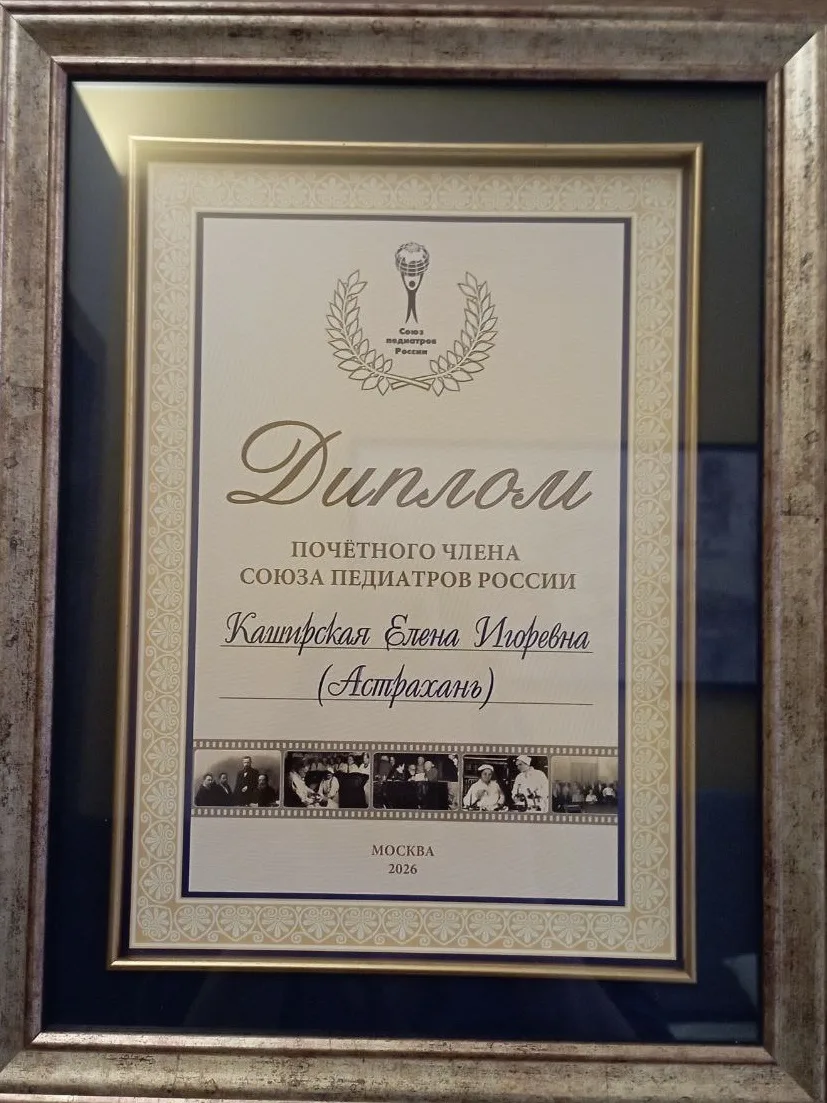 Союз
педиатров
России
Диплом
ПОЧЁТНОГО ЧЛЕНА
СОЮЗА ПЕДИАТРОВ РОССИИ
Каширская Елена Игоревна
(Астрахань)
МОСКВА
2026